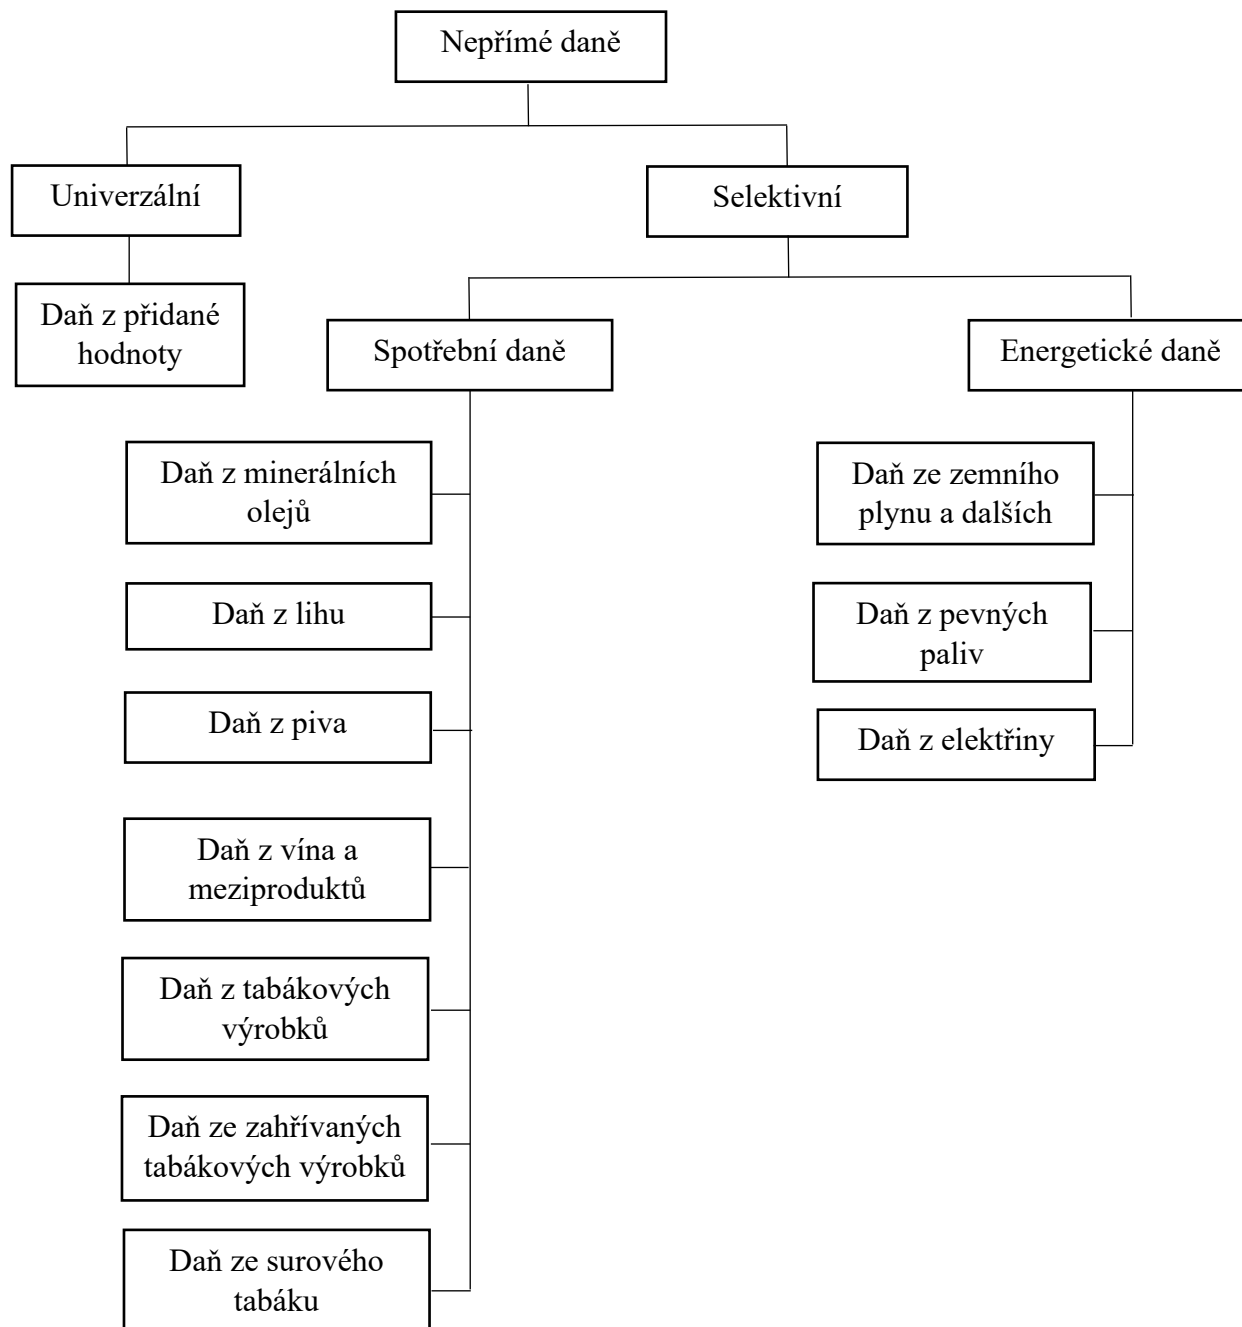 Nepřímé daně
Univerzální
Selektivní
Daň z přidané
hodnoty
Spotřební daně
Energetické daně
Daň z minerálních
olejů
Daň z lihu
Daň z piva
Daň z vína a
meziproduktů
Daň z tabákových
výrobků
Daň ze zahřívaných
tabákových výrobků
Daň ze surového
tabáku
Daň ze zemního
plynu a dalších
Daň z pevných
paliv
Daň z elektřiny